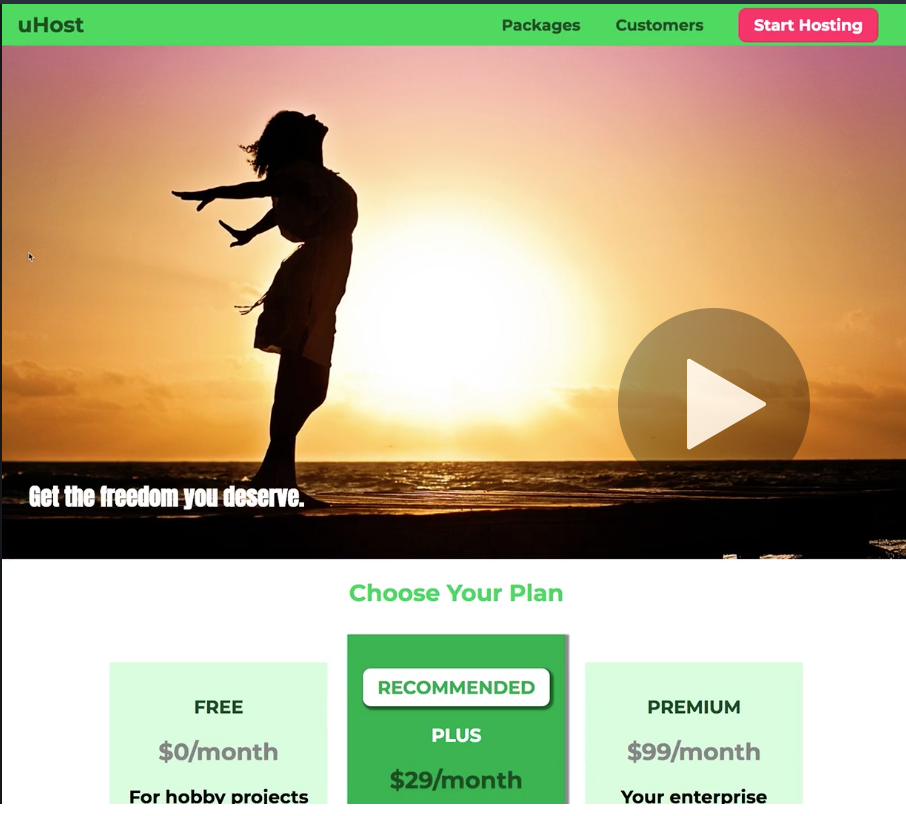 uHost
Packages
Customers
Start Hosting
Get the freedom you deserve.
Choose Your Plan
FREE
$0/month
For hobby projects
RECOMMENDED
PLUS
$29/month
PREMIUM
$99/month
Your enterprise